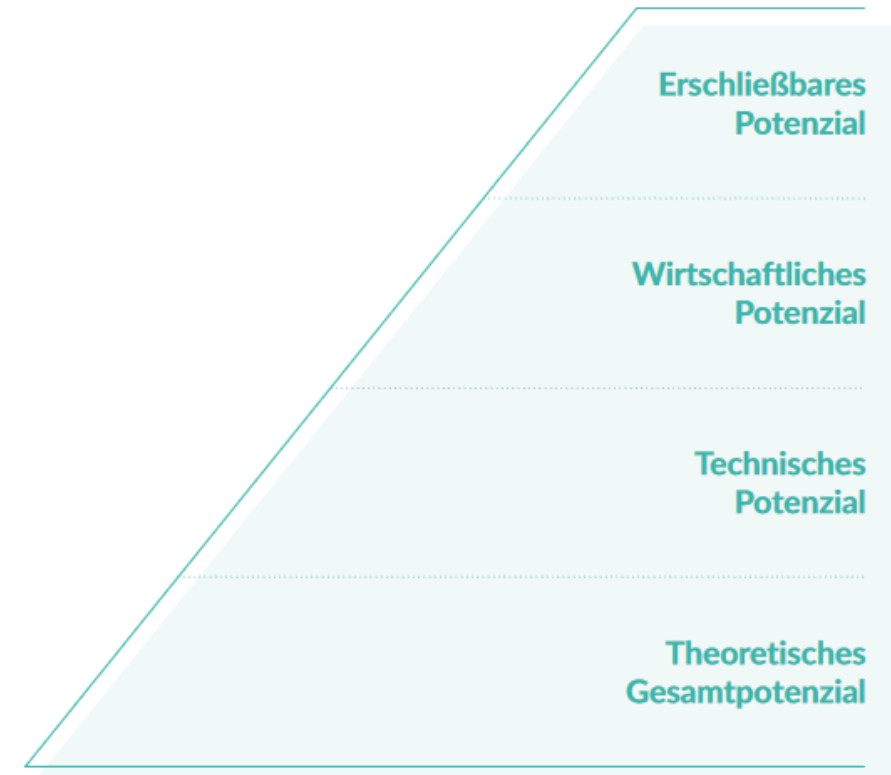 Erschließbares
Potenzial
Wirtschaftliches
Potenzial
Technisches
Potenzial
Theoretisches
Gesamtpotenzial